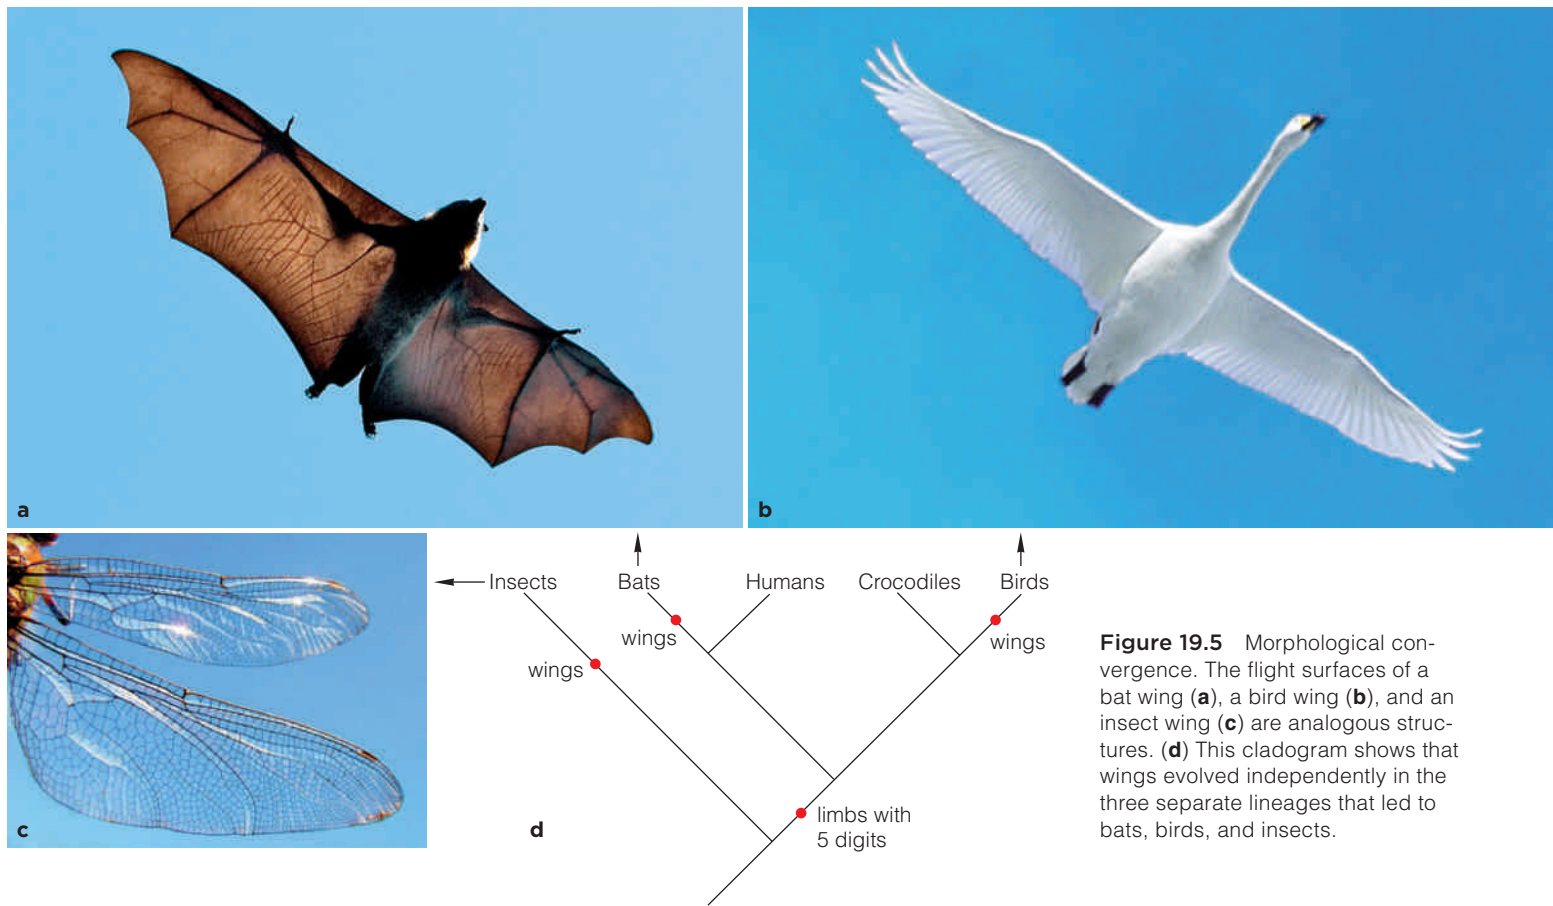 a
b
c
Insects
Bats
Humans
Crocodiles
Birds
wings
wings
wings
limbs with
5 digits
d
Figure 19.5 Morphological con-
vergence. The flight surfaces of a
bat wing (a), a bird wing (b), and an
insect wing (c) are analogous struc-
tures. (d) This cladogram shows that
wings evolved independently in the
three separate lineages that led to
bats, birds, and insects.